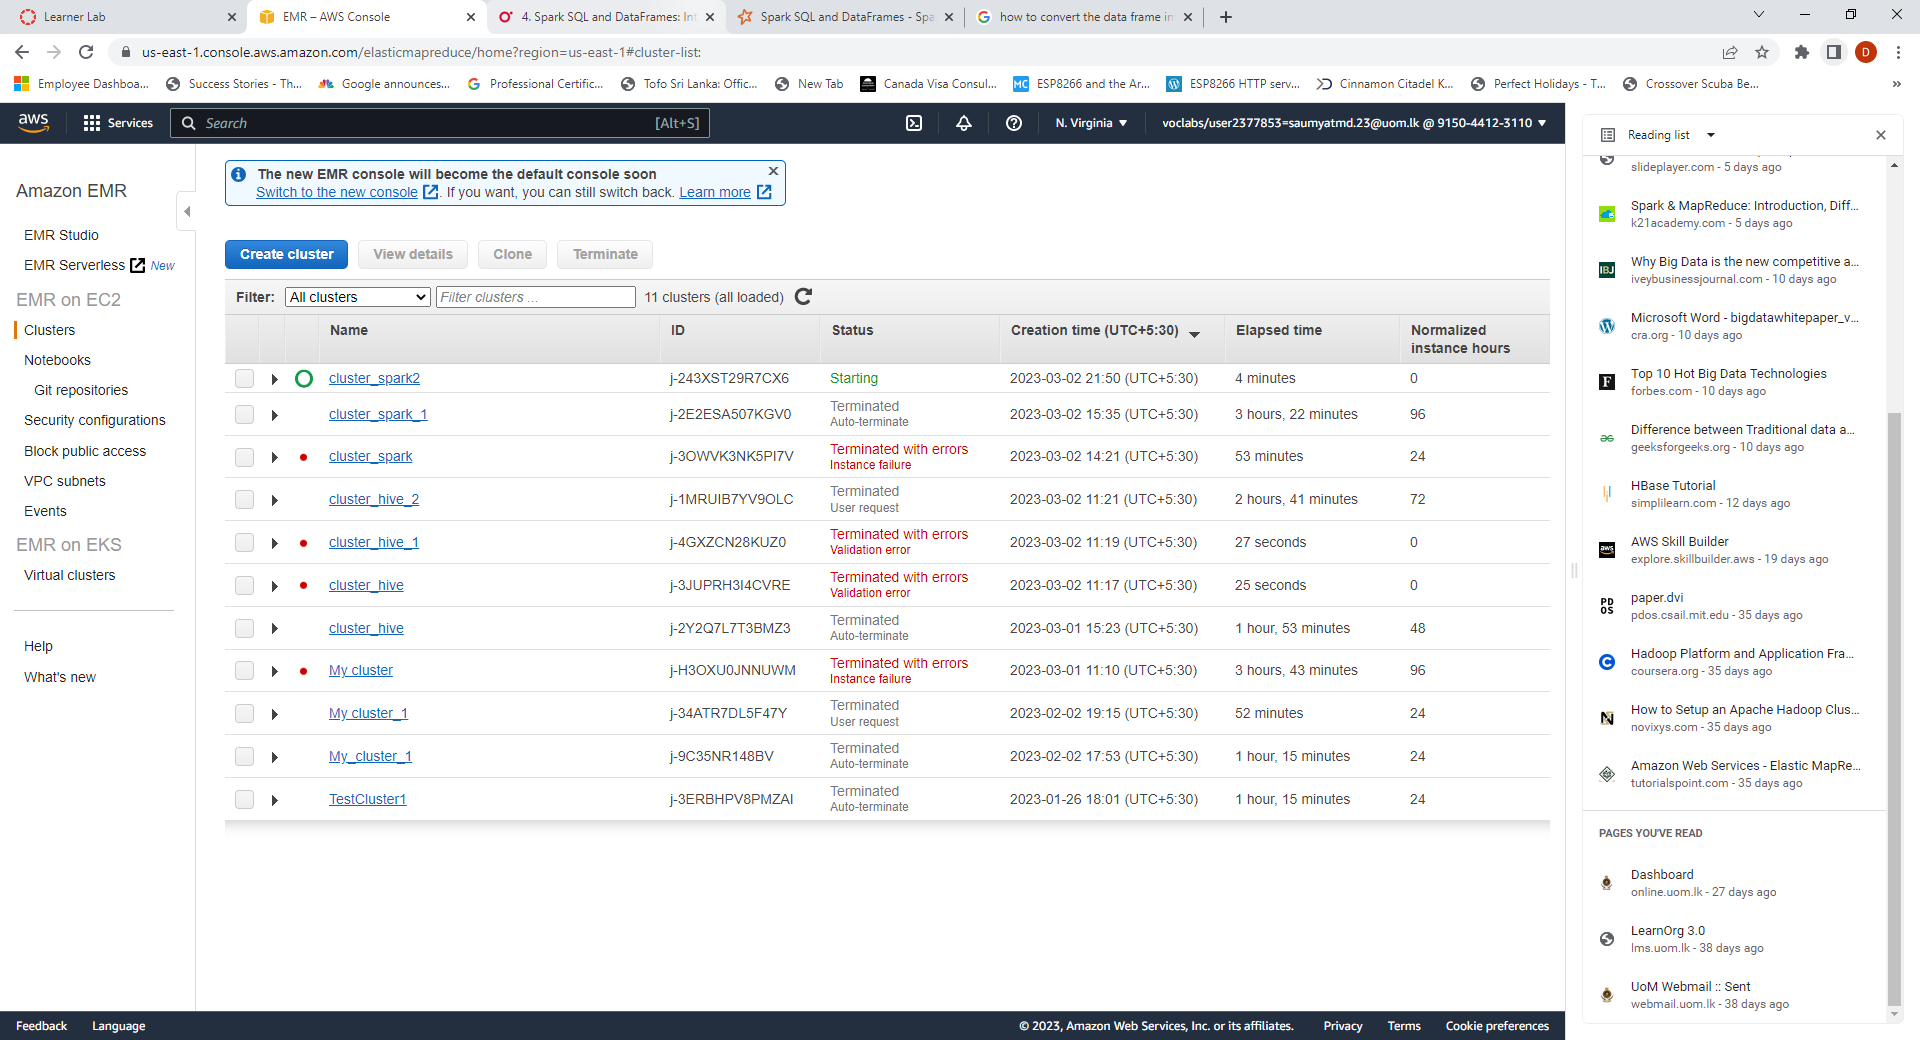 Learner Lab
EMR – AWS Console
4. Spark SQL and DataFrames: Int
Spark SQL and DataFrames - Spa
how to convert the data frame in
us-east-1.console.aws.amazon.com/elasticmapreduce/home?region=us-east-1#cluster-list:
D
Employee Dashboa...
Success Stories - Th...
Google announces...
Professional Certific...
Tofo Sri Lanka: Offic...
New Tab
Canada Visa Consul...
MC
ESP8266 and the Ar...
ESP8266 HTTP serv...
Cinnamon Citadel K...
Perfect Holidays - T...
Crossover Scuba Be...
»
aws
Services
Search
[Alt+S]
N. Virginia
voclabs/user2377853=saumyatmd.23@uom.lk @ 9150-4412-3110
Amazon EMR
EMR Studio
EMR Serverless New
EMR on EC2
Clusters
Notebooks
Git repositories
Security configurations
Block public access
VPC subnets
Events
EMR on EKS
Virtual clusters
Help
What's new
The new EMR console will become the default console soon
Switch to the new console . If you want, you can still switch back. Learn more
Create cluster
View details
Clone
Terminate
Filter: All clusters Filter clusters ... 11 clusters (all loaded)
Name ID Status Creation time (UTC+5:30) Elapsed time Normalized
instance hours
cluster_spark2 j-243XST29R7CX6 Starting 2023-03-02 21:50 (UTC+5:30) 4 minutes 0
cluster_spark_1 j-2E2ESA507KGV0 Terminated 2023-03-02 15:35 (UTC+5:30) 3 hours, 22 minutes 96
Auto-terminate
cluster_spark j-3OWVK3NK5PI7V Terminated with errors 2023-03-02 14:21 (UTC+5:30) 53 minutes 24
Instance failure
cluster_hive_2 j-1MRUIB7YV9OLC Terminated 2023-03-02 11:21 (UTC+5:30) 2 hours, 41 minutes 72
User request
cluster_hive_1 j-4GXZCN28KUZ0 Terminated with errors 2023-03-02 11:19 (UTC+5:30) 27 seconds 0
Validation error
cluster_hive j-3JUPRH3I4CVRE Terminated with errors 2023-03-02 11:17 (UTC+5:30) 25 seconds 0
Validation error
cluster_hive j-2Y2Q7L7T3BMZ3 Terminated 2023-03-01 15:23 (UTC+5:30) 1 hour, 53 minutes 48
Auto-terminate
My cluster j-H3OXU0JNNUWM Terminated with errors 2023-03-01 11:10 (UTC+5:30) 3 hours, 43 minutes 96
Instance failure
My cluster_1 j-34ATR7DL5F47Y Terminated 2023-02-02 19:15 (UTC+5:30) 52 minutes 24
User request
My_cluster_1 j-9C35NR148BV Terminated 2023-02-02 17:53 (UTC+5:30) 1 hour, 15 minutes 24
Auto-terminate
TestCluster1 j-3ERBHPV8PMZAI Terminated 2023-01-26 18:01 (UTC+5:30) 1 hour, 15 minutes 24
Auto-terminate
Reading list
slideplayer.com - 5 days ago
Spark & MapReduce: Introduction, Diff...
k21academy.com - 5 days ago
IBJ
Why Big Data is the new competitive a...
iveybusinessjournal.com - 10 days ago
Microsoft Word - bigdatawhitepaper_v...
cra.org - 10 days ago
F
Top 10 Hot Big Data Technologies
forbes.com - 10 days ago
Difference between Traditional data a...
geeksforgeeks.org - 10 days ago
HBase Tutorial
simplilearn.com - 12 days ago
aws
AWS Skill Builder
explore.skillbuilder.aws - 19 days ago
PD
OS
paper.dvi
pdos.csail.mit.edu - 35 days ago
Hadoop Platform and Application Fra...
coursera.org - 35 days ago
N
How to Setup an Apache Hadoop Clus...
novixys.com - 35 days ago
Amazon Web Services - Elastic MapRe...
tutorialspoint.com - 35 days ago
PAGES YOU'VE READ
Dashboard
online.uom.lk - 27 days ago
LearnOrg 3.0
lms.uom.lk - 38 days ago
UoM Webmail :: Sent
webmail.uom.lk - 38 days ago
Feedback
Language
© 2023, Amazon Web Services, Inc. or its affiliates.
Privacy
Terms
Cookie preferences